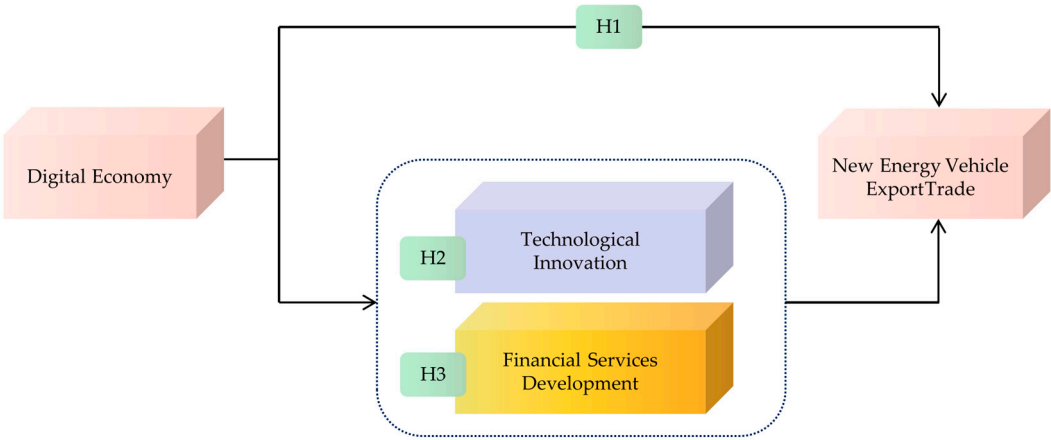 H1
Digital Economy
New Energy Vehicle
ExportTrade
H2
Technological
Innovation
H3
Financial Services
Development